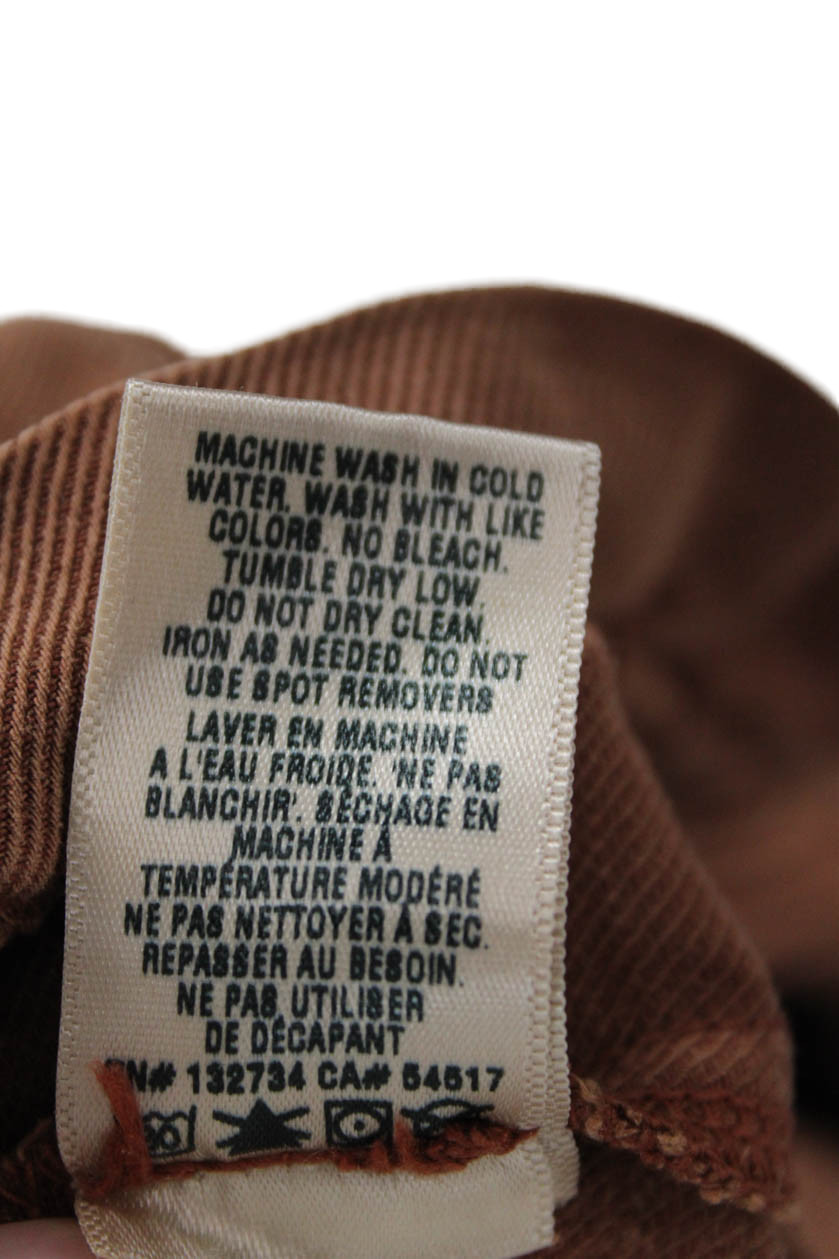 MACHINE WASH IN COLD
WATER. WASH WITH LIKE
COLORS. NO BLEACH.
TUMBLE DRY LOW.
DO NOT DRY CLEAN.
IRON AS NEEDED. DO NOT
USE SPOT REMOVERS
LAVER EN MACHINE
A L'EAU FROIDE. 'NE PAS
BLANCHIR'. SÉCHAGE EN
MACHINE À
TEMPÉRATURE MODÉRÉ
NE PAS NETTOYER À SEC.
REPASSER AU BESOIN.
NE PAS UTILISER
DE DÉCAPANT
132734 CA# 54517